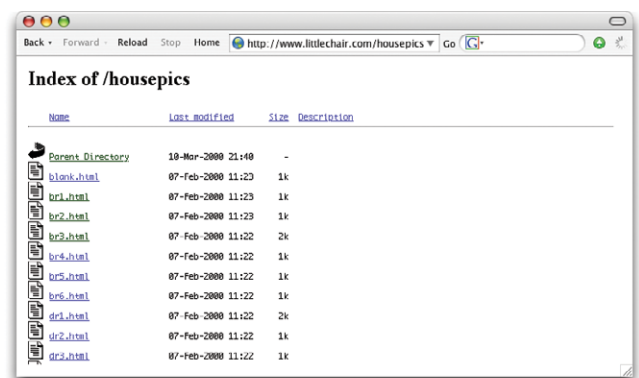 Back Forward Reload Stop Home http://www.littlechair.com/housepics Go G
Index of /housepics
Name Last modified Size Description
Parent Directory 10-Mar-2000 21:40 -
blank.html 07-Feb-2000 11:23 1k
br1.html 07-Feb-2000 11:23 1k
br2.html 07-Feb-2000 11:23 1k
br3.html 07-Feb-2000 11:22 2k
br4.html 07-Feb-2000 11:22 1k
br5.html 07-Feb-2000 11:22 1k
br6.html 07-Feb-2000 11:22 1k
dr1.html 07-Feb-2000 11:22 2k
dr2.html 07-Feb-2000 11:22 1k
dr3.html 07-Feb-2000 11:22 1k